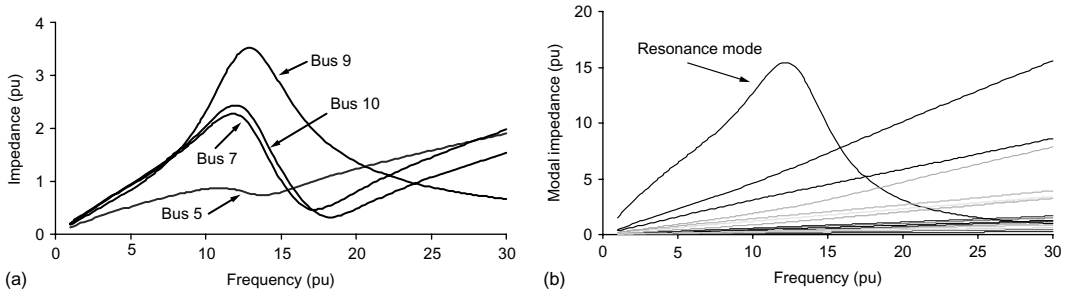 4
3
2
1
0
Impedance (pu)
Bus 9
Bus 10
Bus 7
Bus 5
0 5 10 15 20 25 30
Frequency (pu)
(a)
20
15
10
5
0
Modal impedance (pu)
Resonance mode
0 5 10 15 20 25 30
Frequency (pu)
(b)